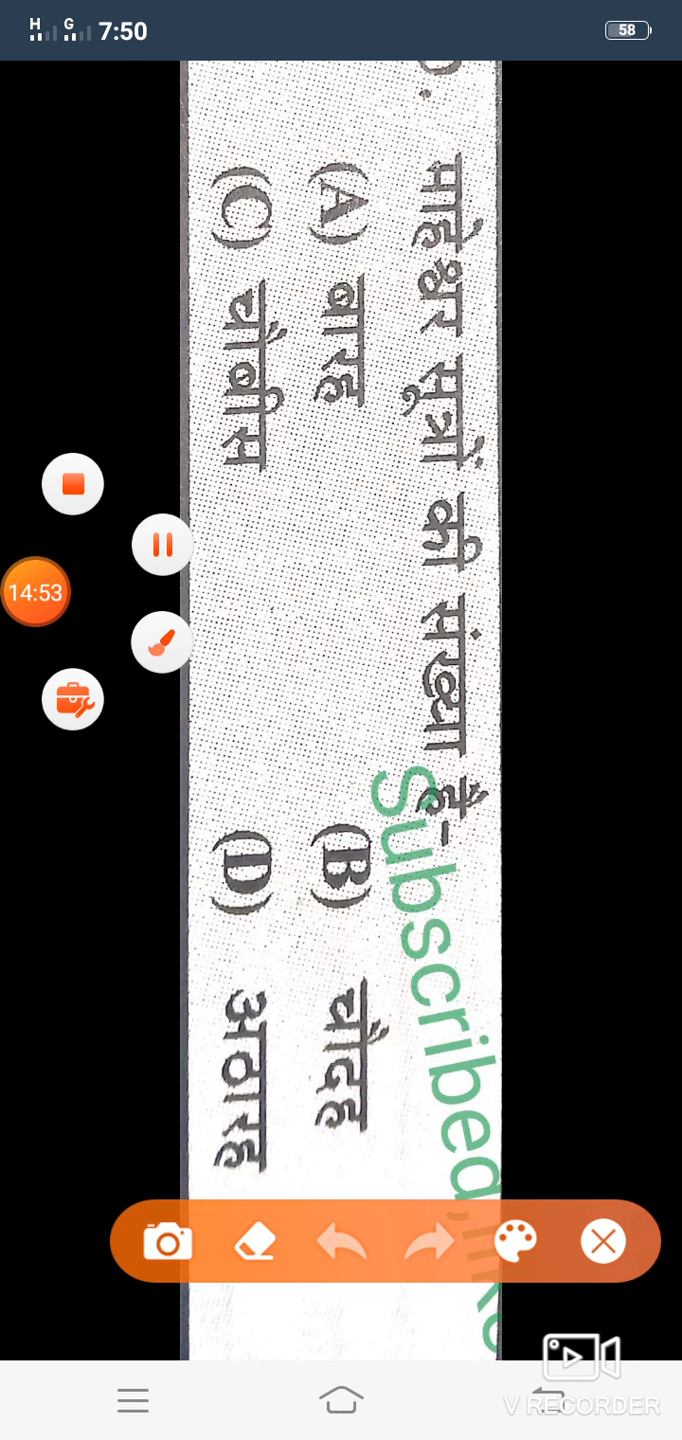 H G 7:50 58
माहेश्वर सूत्रों की संख्या है-
(A) बारह (B) चौदह
(C) चौबीस (D) अठारह
Subscribed,
14:53
V RECORDER